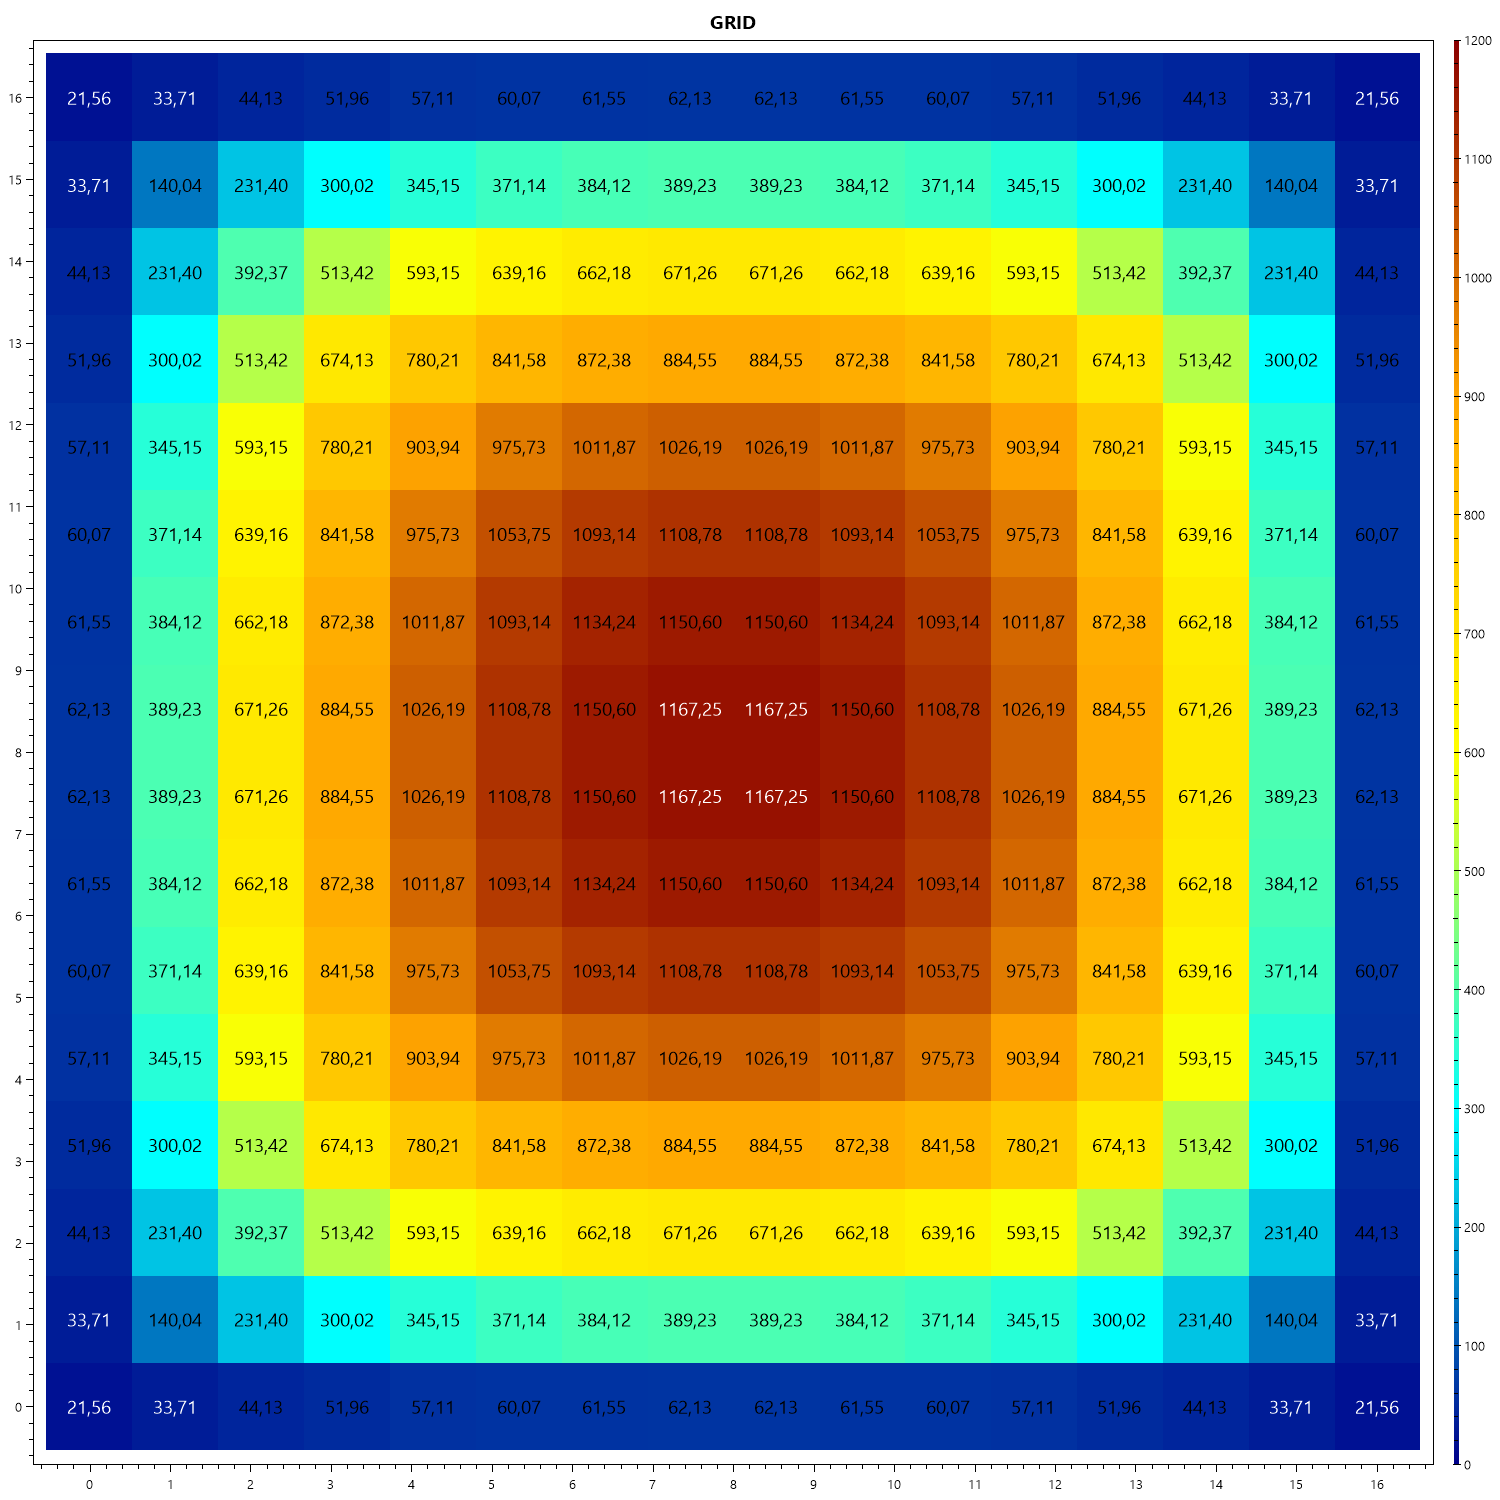 GRID
1200
16 21,56 33,71 44,13 51,96 57,11 60,07 61,55 62,13 62,13 61,55 60,07 57,11 51,96 44,13 33,71 21,56
1100
15 33,71 140,04 231,40 300,02 345,15 371,14 384,12 389,23 389,23 384,12 371,14 345,15 300,02 231,40 140,04 33,71
14 44,13 231,40 392,37 513,42 593,15 639,16 662,18 671,26 671,26 662,18 639,16 593,15 513,42 392,37 231,40 44,13
1000
13 51,96 300,02 513,42 674,13 780,21 841,58 872,38 884,55 884,55 872,38 841,58 780,21 674,13 513,42 300,02 51,96
900
12 57,11 345,15 593,15 780,21 903,94 975,73 1011,87 1026,19 1026,19 1011,87 975,73 903,94 780,21 593,15 345,15 57,11
11 60,07 371,14 639,16 841,58 975,73 1053,75 1093,14 1108,78 1108,78 1093,14 1053,75 975,73 841,58 639,16 371,14 60,07
800
10 61,55 384,12 662,18 872,38 1011,87 1093,14 1134,24 1150,60 1150,60 1134,24 1093,14 1011,87 872,38 662,18 384,12 61,55
700
9 62,13 389,23 671,26 884,55 1026,19 1108,78 1150,60 1167,25 1167,25 1150,60 1108,78 1026,19 884,55 671,26 389,23 62,13
8
600
62,13 389,23 671,26 884,55 1026,19 1108,78 1150,60 1167,25 1167,25 1150,60 1108,78 1026,19 884,55 671,26 389,23 62,13
7
500
61,55 384,12 662,18 872,38 1011,87 1093,14 1134,24 1150,60 1150,60 1134,24 1093,14 1011,87 872,38 662,18 384,12 61,55
6
60,07 371,14 639,16 841,58 975,73 1053,75 1093,14 1108,78 1108,78 1093,14 1053,75 975,73 841,58 639,16 371,14 60,07
400
5
57,11 345,15 593,15 780,21 903,94 975,73 1011,87 1026,19 1026,19 1011,87 975,73 903,94 780,21 593,15 345,15 57,11
4
300
51,96 300,02 513,42 674,13 780,21 841,58 872,38 884,55 884,55 872,38 841,58 780,21 674,13 513,42 300,02 51,96
3
200
2 44,13 231,40 392,37 513,42 593,15 639,16 662,18 671,26 671,26 662,18 639,16 593,15 513,42 392,37 231,40 44,13
1 33,71 140,04 231,40 300,02 345,15 371,14 384,12 389,23 389,23 384,12 371,14 345,15 300,02 231,40 140,04 33,71
100
0 21,56 33,71 44,13 51,96 57,11 60,07 61,55 62,13 62,13 61,55 60,07 57,11 51,96 44,13 33,71 21,56
0
0 1 2 3 4 5 6 7 8 9 10 11 12 13 14 15 16